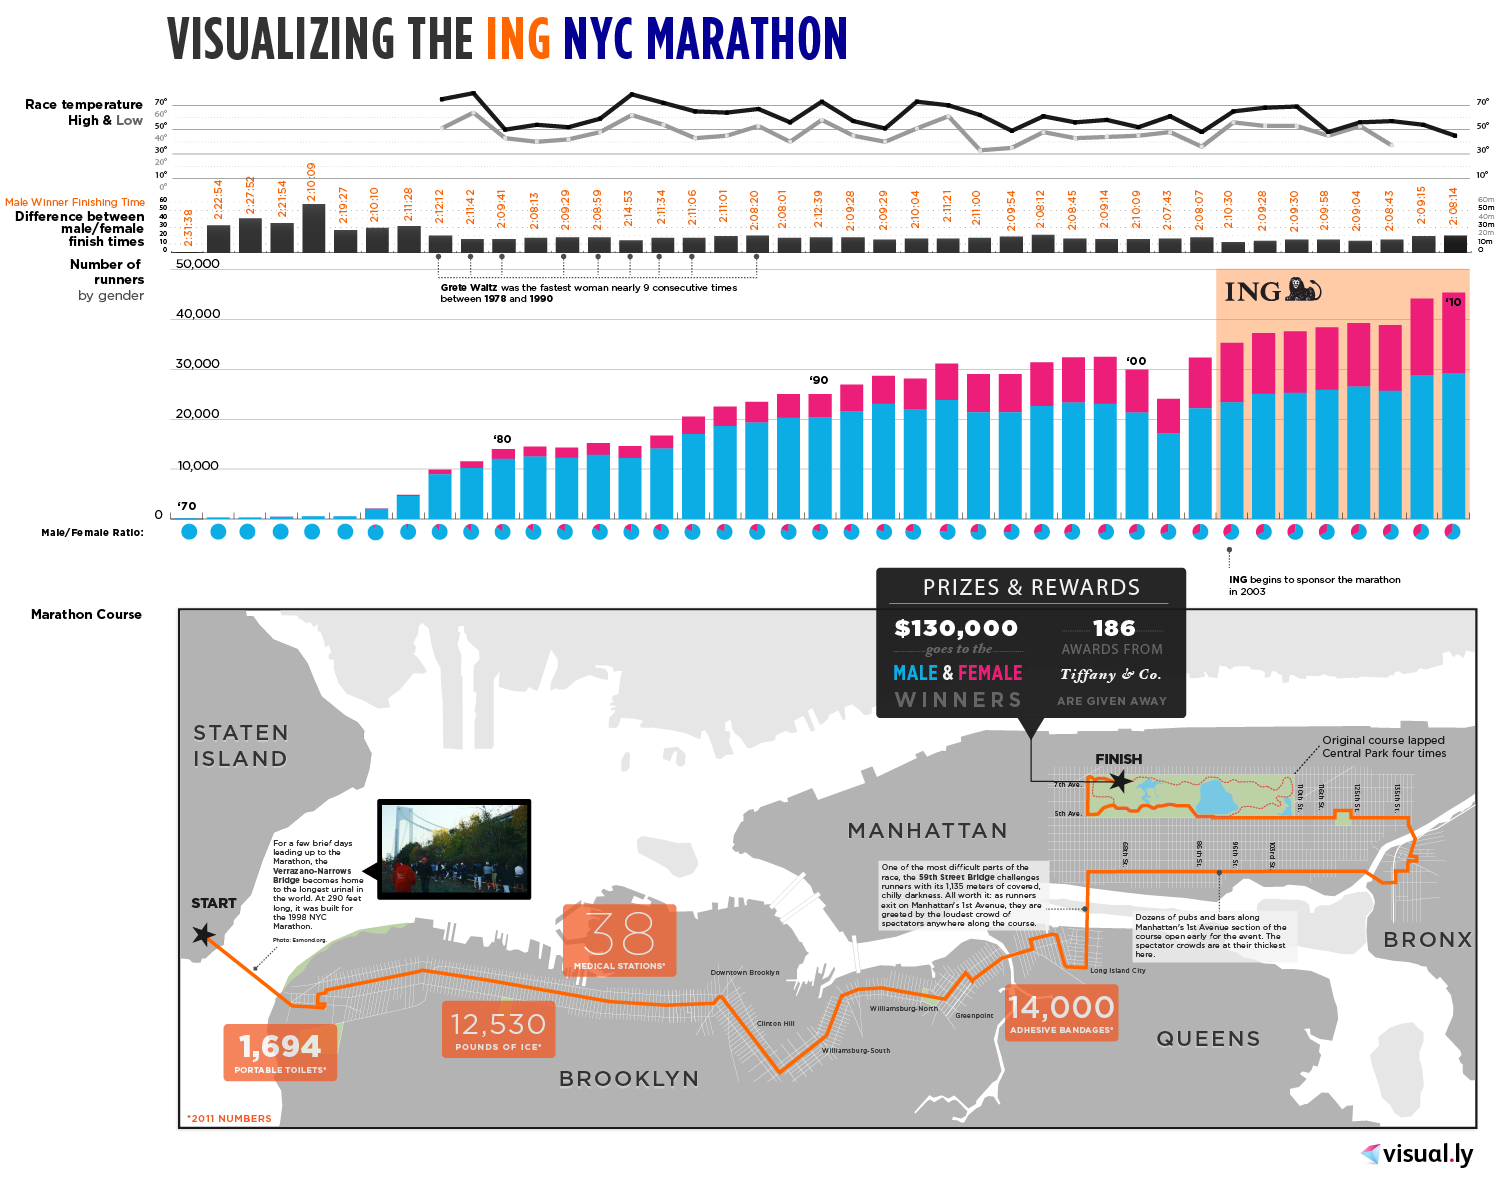 VISUALIZING THE ING NYC MARATHON
Race temperature
High & Low
70°
60°
50°
40°
30°
20°
10°
0°
70°
50°
30°
10°
Male Winner Finishing Time
Difference between
male/female
finish times
60
50
40
30
20
10
0
2:31:38
2:22:54
2:27:52
2:21:54
2:10:09
2:19:27
2:10:10
2:11:28
2:12:12
2:11:42
2:09:41
2:08:13
2:09:29
2:08:59
2:14:53
2:11:34
2:11:06
2:11:01
2:08:20
2:08:01
2:12:39
2:09:28
2:09:29
2:10:04
2:11:21
2:11:00
2:09:54
2:08:12
2:08:45
2:09:14
2:10:09
2:07:43
2:08:07
2:10:30
2:09:28
2:09:30
2:09:58
2:09:04
2:08:43
2:09:15
2:08:14
60m
50m
40m
30m
20m
10m
0
Grete Waltz was the fastest woman nearly 9 consecutive times
between 1978 and 1990
Number of
runners
by gender
50,000
40,000
30,000
20,000
10,000
0
‘70
‘80
‘90
‘00
‘10
ING
Male/Female Ratio:
ING begins to sponsor the marathon
in 2003
Marathon Course
PRIZES & REWARDS
$130,000
goes to the
MALE & FEMALE
WINNERS
186
AWARDS FROM
Tiffany & Co.
ARE GIVEN AWAY
STATEN
ISLAND
START
For a few brief days
leading up to the
Marathon, the
Verrazano-Narrows
Bridge becomes home
to the longest urinal in
the world. At 290 feet
long, it was built for
the 1998 NYC
Marathon.
Photo: Esmond.org.
MANHATTAN
FINISH
7th Ave.
5th Ave.
Original course lapped
Central Park four times
110th St.
116th St.
125th St.
135th St.
68th St.
86th St.
96th St.
103rd St.
One of the most difficult parts of the
race, the 59th Street Bridge challenges
runners with its 1,135 meters of covered,
chilly darkness. All worth it: as runners
exit on Manhattan's 1st Avenue, they are
greeted by the loudest crowd of
spectators anywhere along the course.
Dozens of pubs and bars along
Manhattan's 1st Avenue section of the
course open early for the event. The
spectator crowds are at their thickest
here.
BRONX
38
MEDICAL STATIONS*
Downtown Brooklyn
Long Island City
1,694
PORTABLE TOILETS*
12,530
POUNDS OF ICE*
14,000
ADHESIVE BANDAGES*
Clinton Hill
Williamsburg-North
Greenpoint
Williamsburg-South
BROOKLYN
QUEENS
*2011 NUMBERS
visual.ly